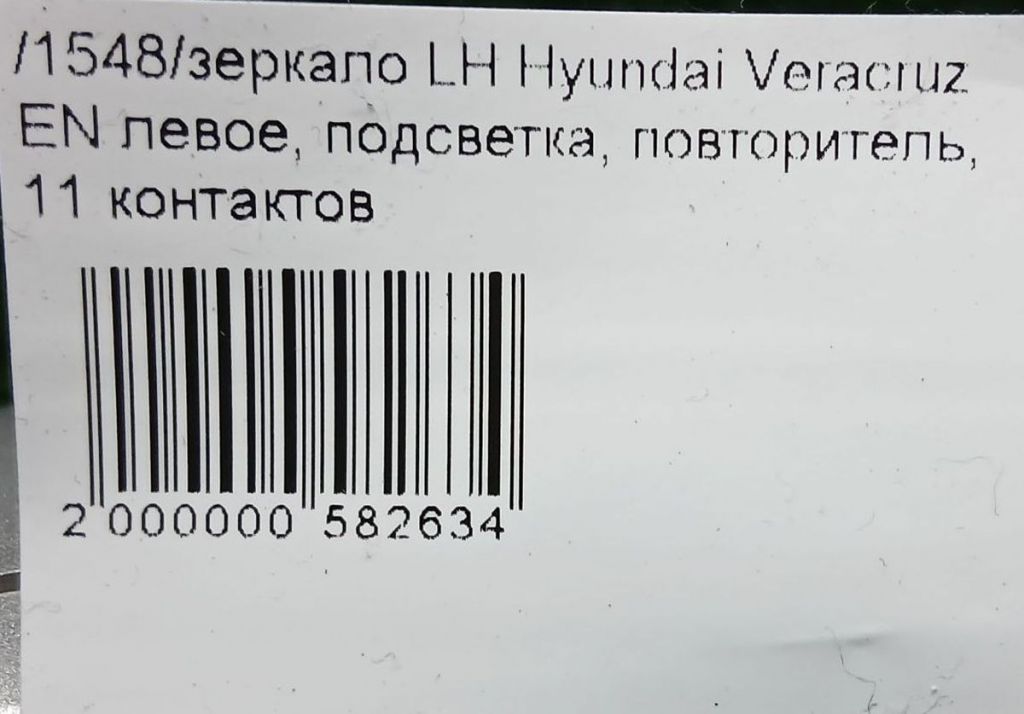 /1548/зеркало LH Hyundai Veracruz
EN левое, подсветка, повторитель,
11 контактов
2 000000 582634